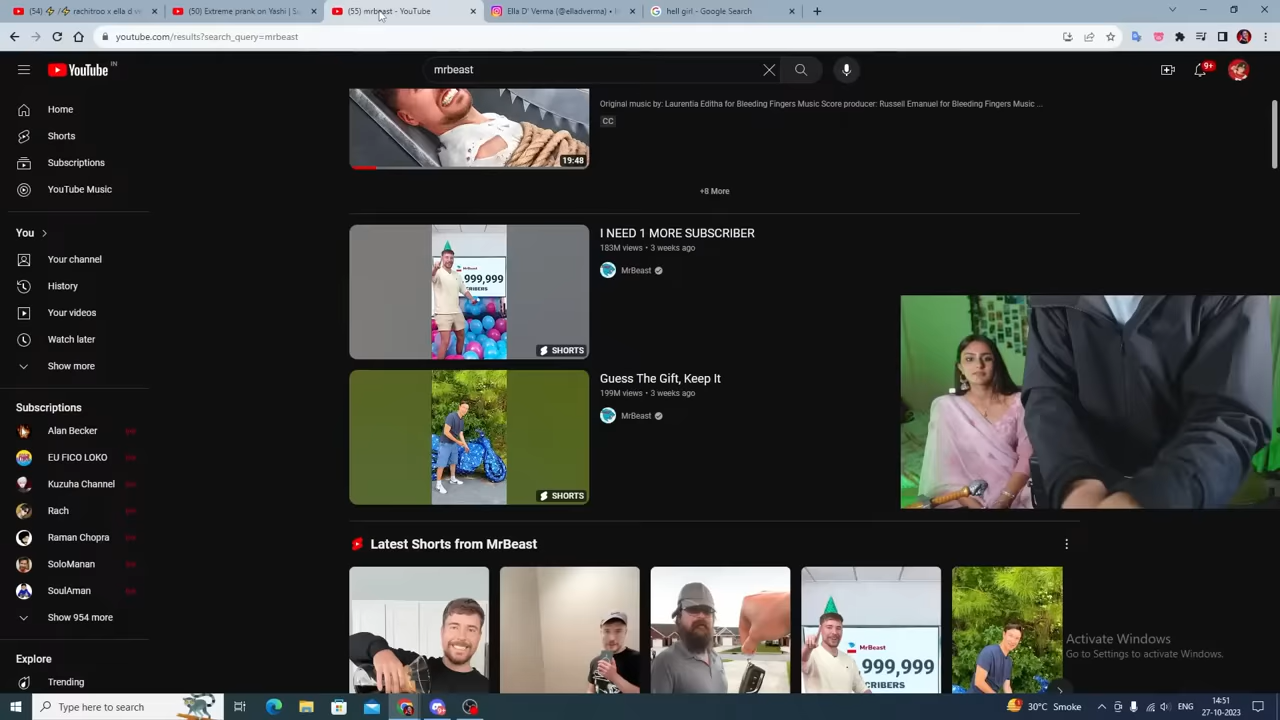 (54) ⚡ /⚡ rachitroo x ella d.v
(50) Extreme prank on Yashi | S
(55) mrbeast - YouTube
Ella D' Verma (@elladverma) •
hell girl - Google Search
youtube.com/results?search_query=mrbeast
YouTube IN
mrbeast
9+
Home
Shorts
Subscriptions
YouTube Music
You
Your channel
History
Your videos
Watch later
Show more
Subscriptions
Alan Becker
EU FICO LOKO
Kuzuha Channel
Rach
Raman Chopra
SoloManan
SoulAman
Show 954 more
Explore
Trending
Original music by: Laurentia Editha for Bleeding Fingers Music Score producer: Russell Emanuel for Bleeding Fingers Music ...
CC
19:48
+8 More
I NEED 1 MORE SUBSCRIBER
183M views • 3 weeks ago
MrBeast
MrBeast
,999,999
CRIBERS
SHORTS
Guess The Gift, Keep It
199M views • 3 weeks ago
MrBeast
SHORTS
Latest Shorts from MrBeast
MrBeast
,999,999
CRIBERS
Activate Windows
Go to Settings to activate Windows.
Type here to search
30°C Smoke
14:51
27-10-2023